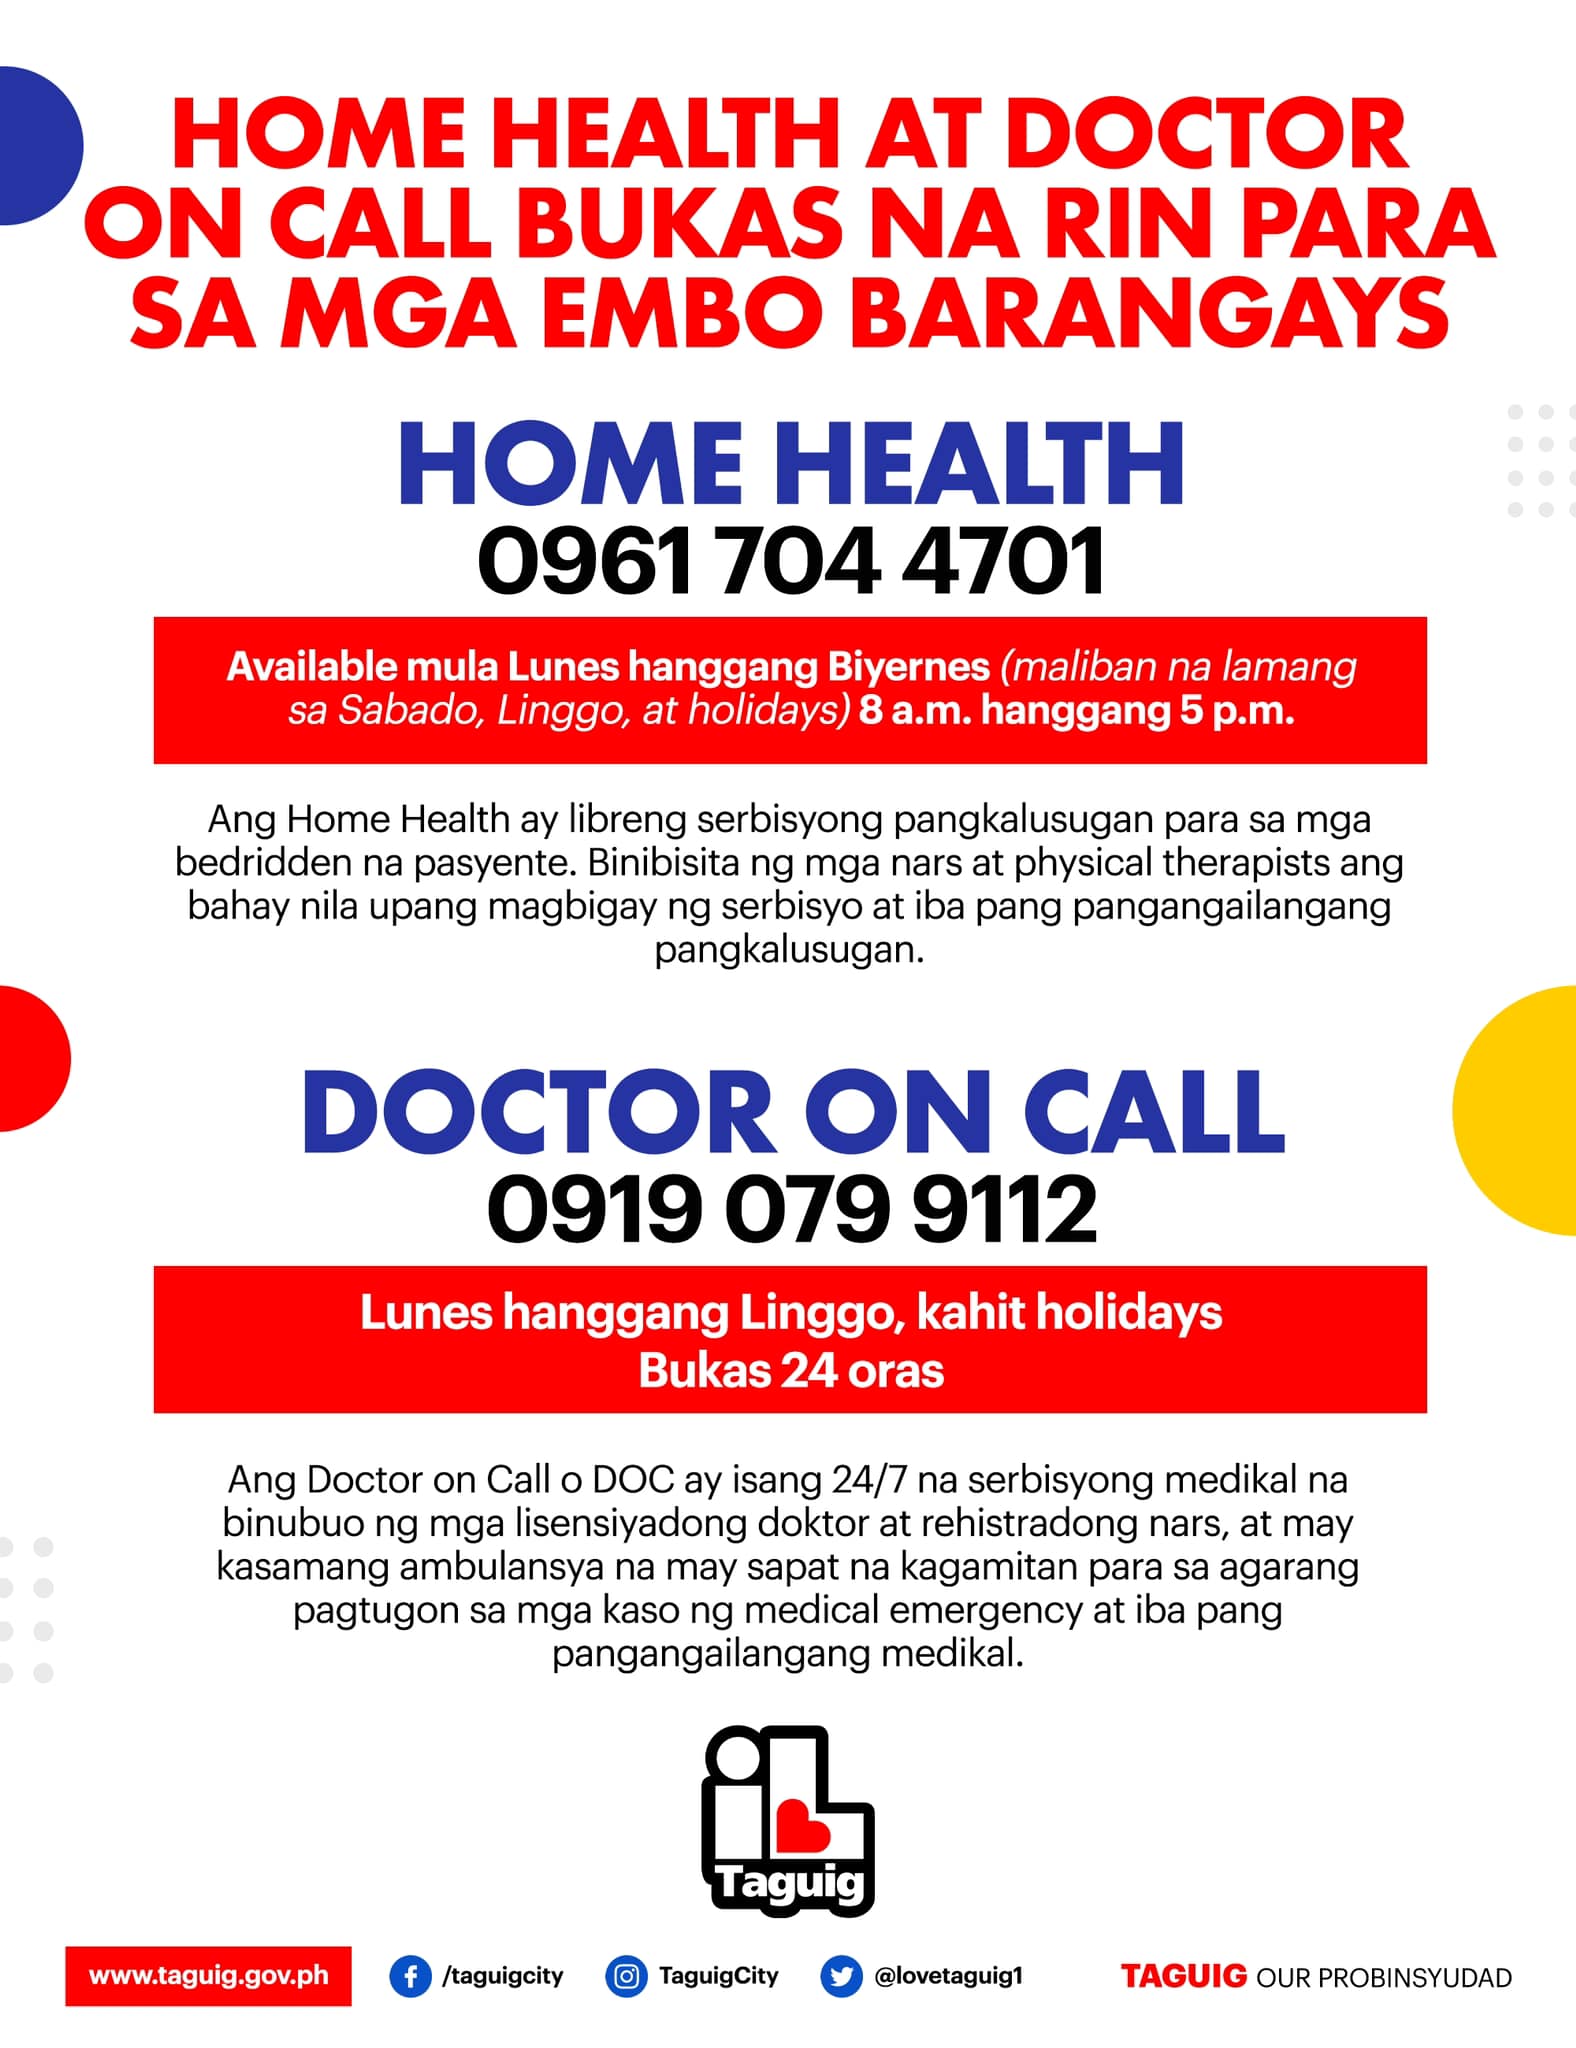 HOME HEALTH AT DOCTOR
ON CALL BUKAS NA RIN PARA
SA MGA EMBO BARANGAYS
HOME HEALTH
0961 704 4701
Available mula Lunes hanggang Biyernes (maliban na lamang
sa Sabado, Linggo, at holidays) 8 a.m. hanggang 5 p.m.
Ang Home Health ay libreng serbisyong pangkalusugan para sa mga
bedridden na pasyente. Binibisita ng mga nars at physical therapists ang
bahay nila upang magbigay ng serbisyo at iba pang pangangailangang
pangkalusugan.
DOCTOR ON CALL
0919 079 9112
Lunes hanggang Linggo, kahit holidays
Bukas 24 oras
Ang Doctor on Call o DOC ay isang 24/7 na serbisyong medikal na
binubuo ng mga lisensiyadong doktor at rehistradong nars, at may
kasamang ambulansya na may sapat na kagamitan para sa agarang
pagtugon sa mga kaso ng medical emergency at iba pang
pangangailangang medikal.
iL
Taguig
www.taguig.gov.ph /taguigcity TaguigCity @lovetaguig1 TAGUIG OUR PROBINSYUDAD